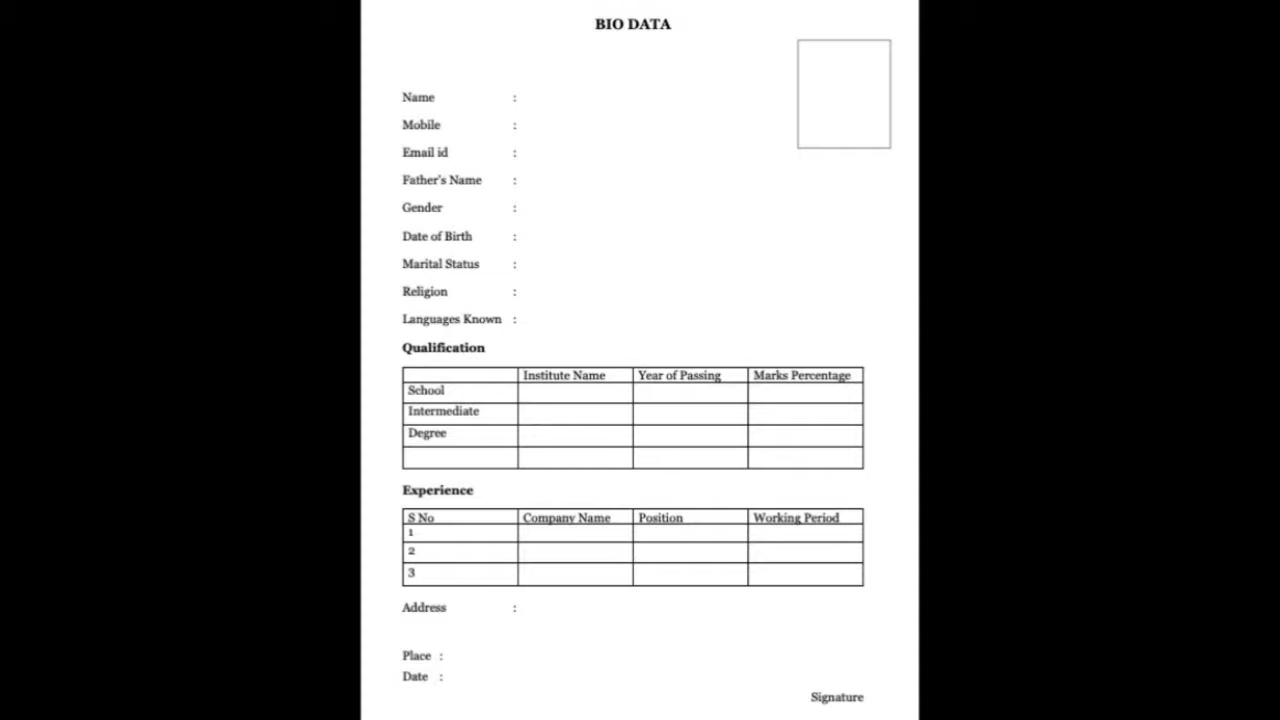 BIO DATA
Name :
Mobile :
Email id :
Father's Name :
Gender :
Date of Birth :
Marital Status :
Religion :
Languages Known :
Qualification
Institute Name Year of Passing Marks Percentage
School
Intermediate
Degree
Experience
S No Company Name Position Working Period
1
2
3
Address :
Place :
Date :
Signature